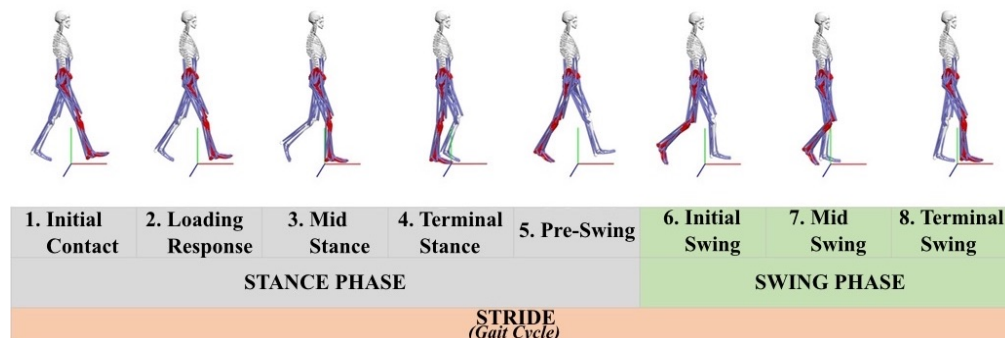 1. Initial Contact
2. Loading Response
3. Mid Stance
4. Terminal Stance
5. Pre-Swing
6. Initial Swing
7. Mid Swing
8. Terminal Swing
STANCE PHASE
SWING PHASE
STRIDE
(Gait Cycle)